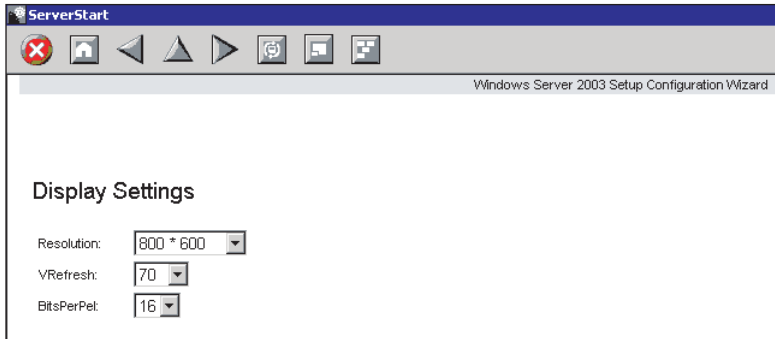 ServerStart
Windows Server 2003 Setup Configuration Wizard
Display Settings
Resolution: 800 * 600
VRefresh: 70
BitsPerPel: 16